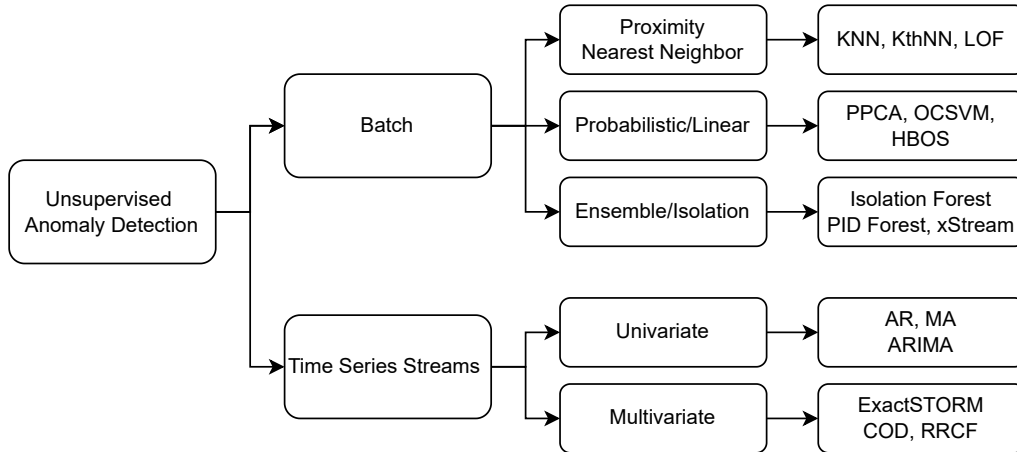 Unsupervised
Anomaly Detection
Batch
Proximity
Nearest Neighbor
KNN, KthNN, LOF
Probabilistic/Linear
PPCA, OCSVM,
HBOS
Ensemble/Isolation
Isolation Forest
PID Forest, xStream
Time Series Streams
Univariate
AR, MA
ARIMA
Multivariate
ExactSTORM
COD, RRCF